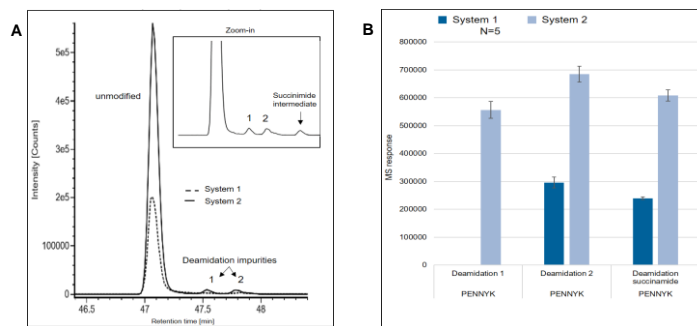 A
Intensity [Counts]
5e5
4e5
3e5
2e5
100000
0
46.5
47
47.5
48
Retention time [min]
unmodified
Zoom-in
Succinimide
intermediate
1
2
System 1
System 2
Deamidation impurities
1
2
B
System 1
System 2
N=5
MS response
800000
700000
600000
500000
400000
300000
200000
100000
0
Deamidation 1
Deamidation 2
Deamidation
succinamide
PENNYK
PENNYK
PENNYK